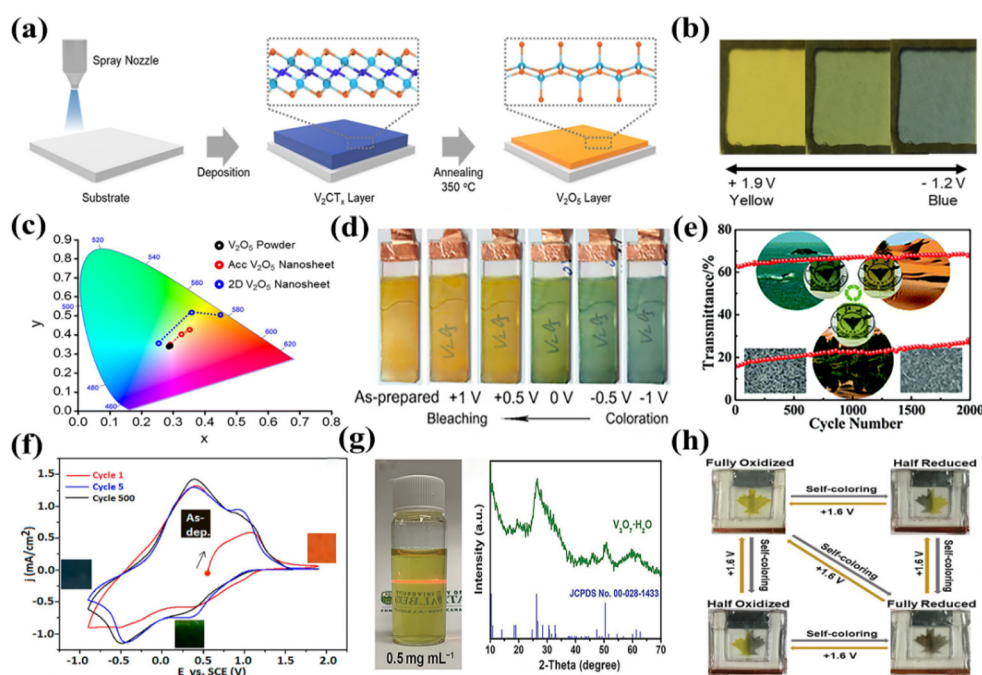 (a)
Spray Nozzle
Substrate
Deposition
V₂CTₓ Layer
Annealing
350 °C
V₂O₅ Layer
(b)
+ 1.9 V
Yellow
- 1.2 V
Blue
(c)
y
0.9
0.8
0.7
0.6
0.5
0.4
0.3
0.2
0.1
0.0
0.0 0.1 0.2 0.3 0.4 0.5 0.6 0.7 0.8
x
520
540
560
500
580
600
620
480
460
V₂O₅ Powder
Acc V₂O₅ Nanosheet
2D V₂O₅ Nanosheet
(d)
As-prepared +1 V +0.5 V 0 V -0.5 V -1 V
Bleaching
Coloration
(e)
Transmittance/%
80
60
40
20
0
0 500 1000 1500 2000
Cycle Number
(f)
Cycle 1
Cycle 5
Cycle 500
As-
dep.
j (mA/cm²)
1.5
1.0
0.5
0.0
0.5
-1.0
-1.0 -0.5 0.0 0.5 1.0 1.5 2.0
E vs. SCE (V)
(g)
0.5 mg mL⁻¹
Intensity (a.u.)
V₃O₇·H₂O
JCPDS No. 00-028-1433
10 20 30 40 50 60 70
2-Theta (degree)
(h)
Fully Oxidized
Half Reduced
Self-coloring
+1.6 V
+1.6 V
Self-coloring
Self-coloring
+1.6 V
+1.6 V
Self-coloring
Half Oxidized
Fully Reduced
Self-coloring
+1.6 V